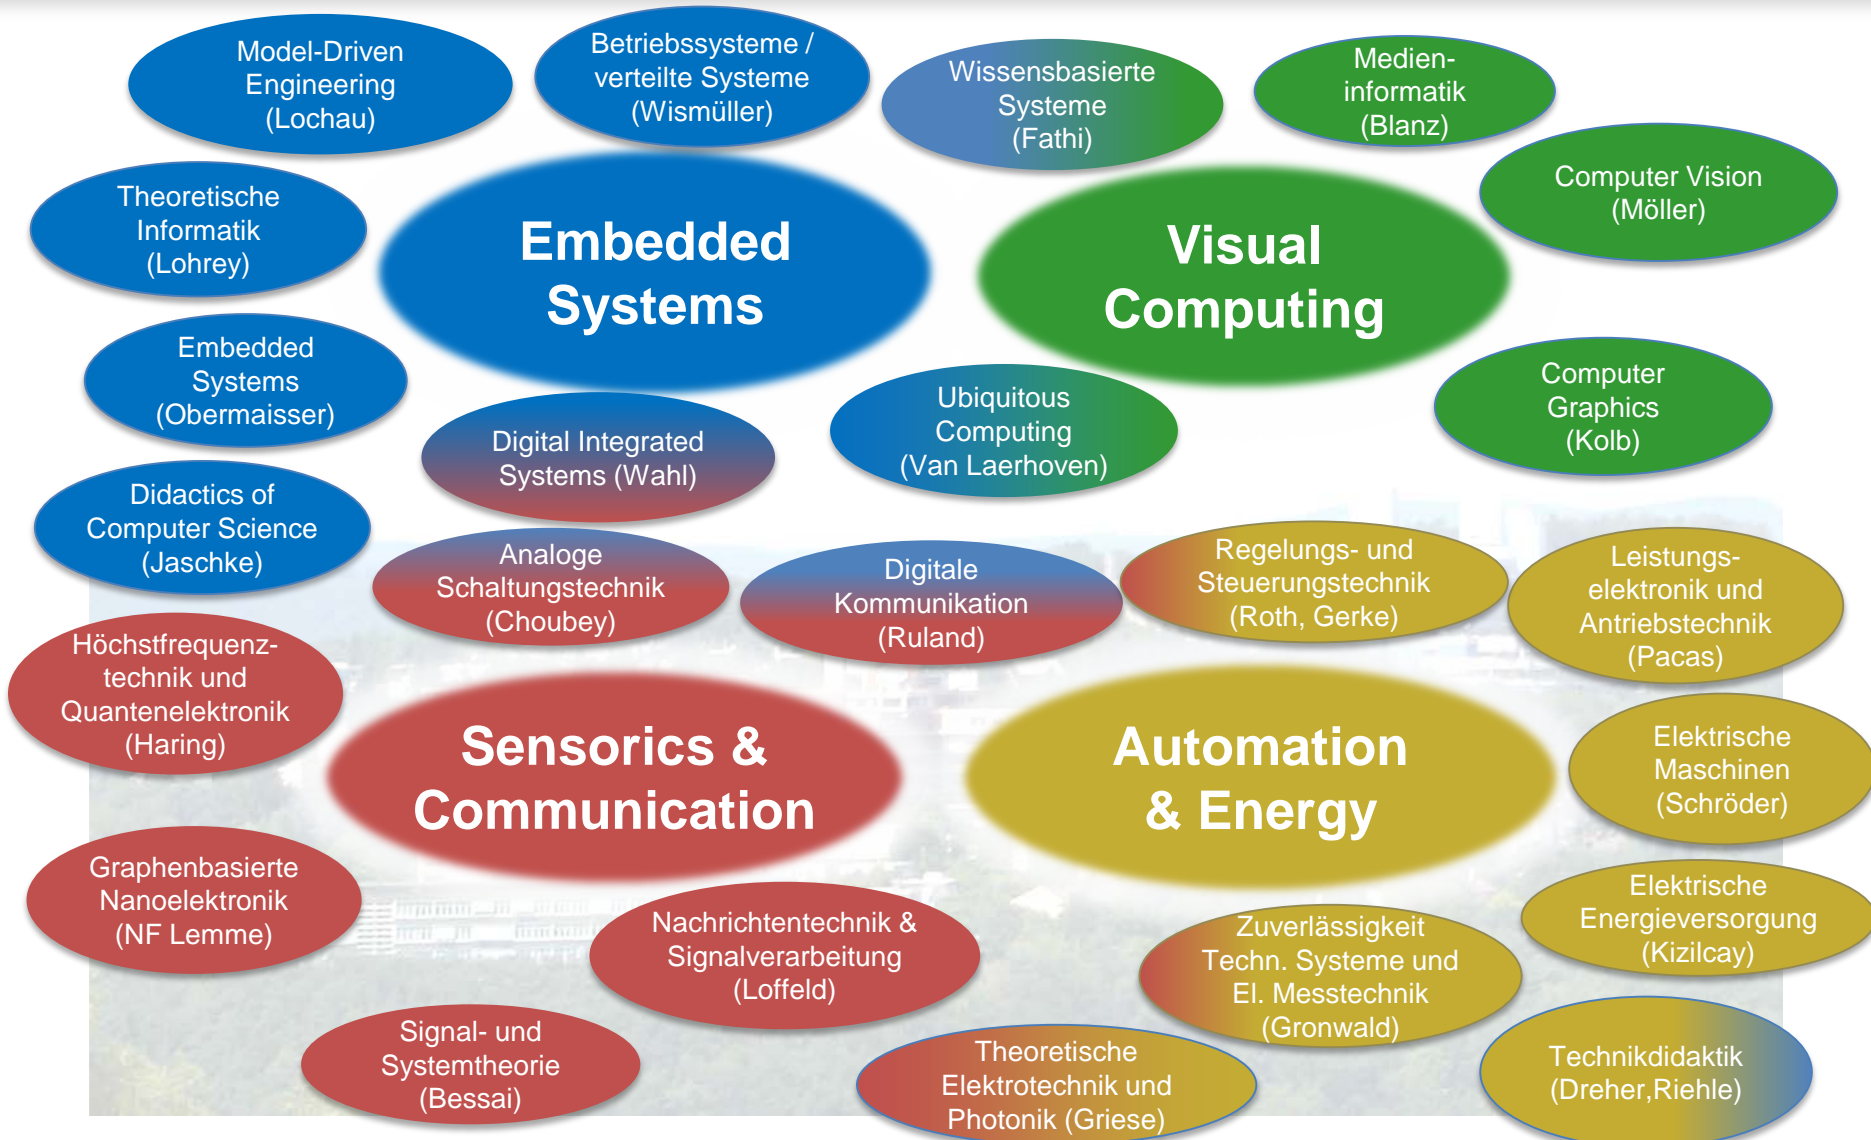 Model-Driven
Engineering
(Lochau)
Betriebssysteme /
verteilte Systeme
(Wismüller)
Wissensbasierte
Systeme
(Fathi)
Medien-
informatik
(Blanz)
Computer Vision
(Möller)
Theoretische
Informatik
(Lohrey)
Embedded
Systems
Visual
Computing
Embedded
Systems
(Obermaisser)
Computer
Graphics
(Kolb)
Ubiquitous
Computing
(Van Laerhoven)
Digital Integrated
Systems (Wahl)
Didactics of
Computer Science
(Jaschke)
Analoge
Schaltungstechnik
(Choubey)
Digitale
Kommunikation
(Ruland)
Regelungs- und
Steuerungstechnik
(Roth, Gerke)
Leistungs-
elektronik und
Antriebstechnik
(Pacas)
Höchstfrequenz-
technik und
Quantenelektronik
(Haring)
Sensorics &
Communication
Automation
& Energy
Elektrische
Maschinen
(Schröder)
Graphenbasierte
Nanoelektronik
(NF Lemme)
Nachrichtentechnik &
Signalverarbeitung
(Loffeld)
Zuverlässigkeit
Techn. Systeme und
El. Messtechnik
(Gronwald)
Elektrische
Energieversorgung
(Kizilcay)
Signal- und
Systemtheorie
(Bessai)
Theoretische
Elektrotechnik und
Photonik (Griese)
Technikdidaktik
(Dreher,Riehle)